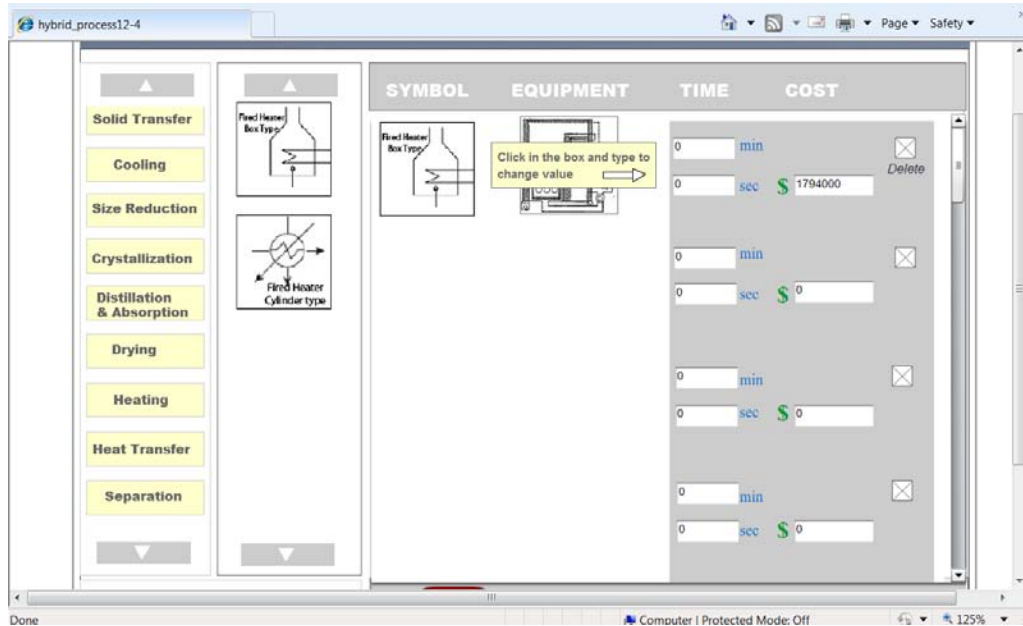 hybrid_process12-4
Page
Safety
SYMBOL
EQUIPMENT
TIME
COST
Solid Transfer
Cooling
Size Reduction
Crystallization
Distillation
& Absorption
Drying
Heating
Heat Transfer
Separation
Fired Heater
Box Type
Fired Heater
Cylinder type
Fired Heater
Box Type
Click in the box and type to
change value
0 min
Delete
0 sec $ 1794000
0 min
0 sec $ 0
0 min
0 sec $ 0
0 min
0 sec $ 0
Done
Computer | Protected Mode: Off
125%